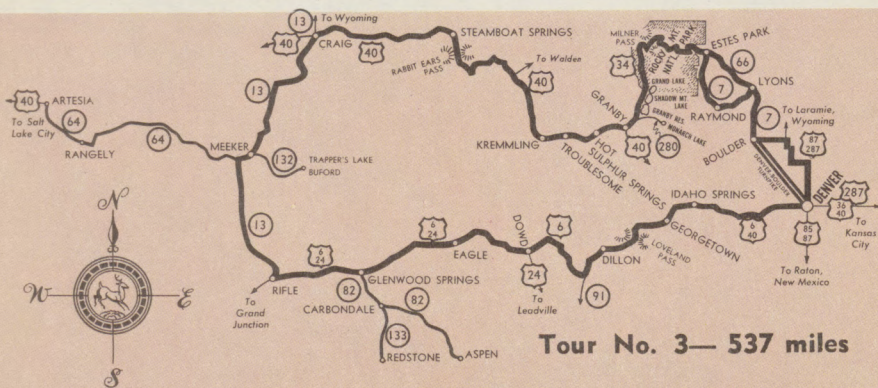 13
To Wyoming
40
CRAIG
40
STEAMBOAT SPRINGS
RABBIT EARS
PASS
To Walden
40
MILNER
PASS
34
ROCKY MT.
NAT'L PARK
GRAND LAKE
SHADOW MT.
LAKE
GRANBY RES.
MONARCH LAKE
ESTES PARK
66
LYONS
7
RAYMOND
7
To Laramie,
Wyoming
87
287
BOULDER
DENVER BOULDER
TURNPIKE
DENVER
287
36
40
To
Kansas
City
85
87
To Raton,
New Mexico
40
ARTESIA
To Salt
Lake City
64
RANGELY
64
MEEKER
13
132
TRAPPER'S LAKE
BUFORD
KREMMLING
TROUBLESOME
HOT
SULPHUR SPRINGS
GRANBY
40
280
IDAHO SPRINGS
6
40
GEORGETOWN
LOVELAND
PASS
DILLON
91
6
DOWD
24
To
Leadville
EAGLE
6
24
GLENWOOD SPRINGS
6
24
13
RIFLE
To
Grand
Junction
82
CARBONDALE
82
133
REDSTONE
ASPEN
N
W
E
S
Tour No. 3— 537 miles